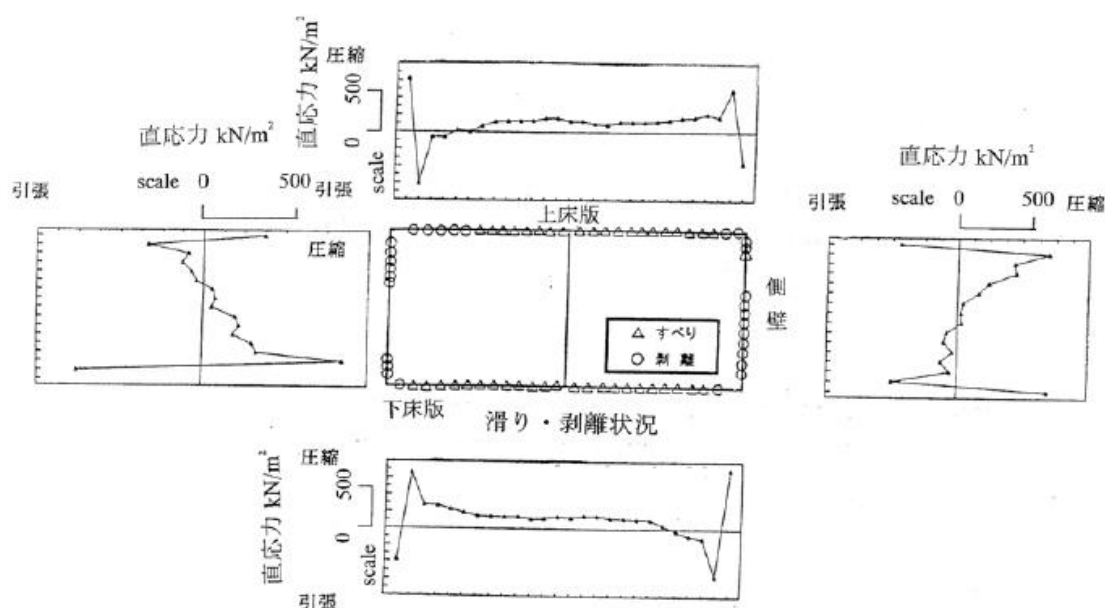 圧縮
直応力 kN/m²
500
0
scale
直応力 kN/m²
引張
scale 0 500 引張
圧縮
上床版
直応力 kN/m²
引張
scale 0 500 圧縮
側壁
△ すべり
○ 剥離
下床版
滑り・剥離状況
圧縮
直応力 kN/m²
500
0
scale
引張